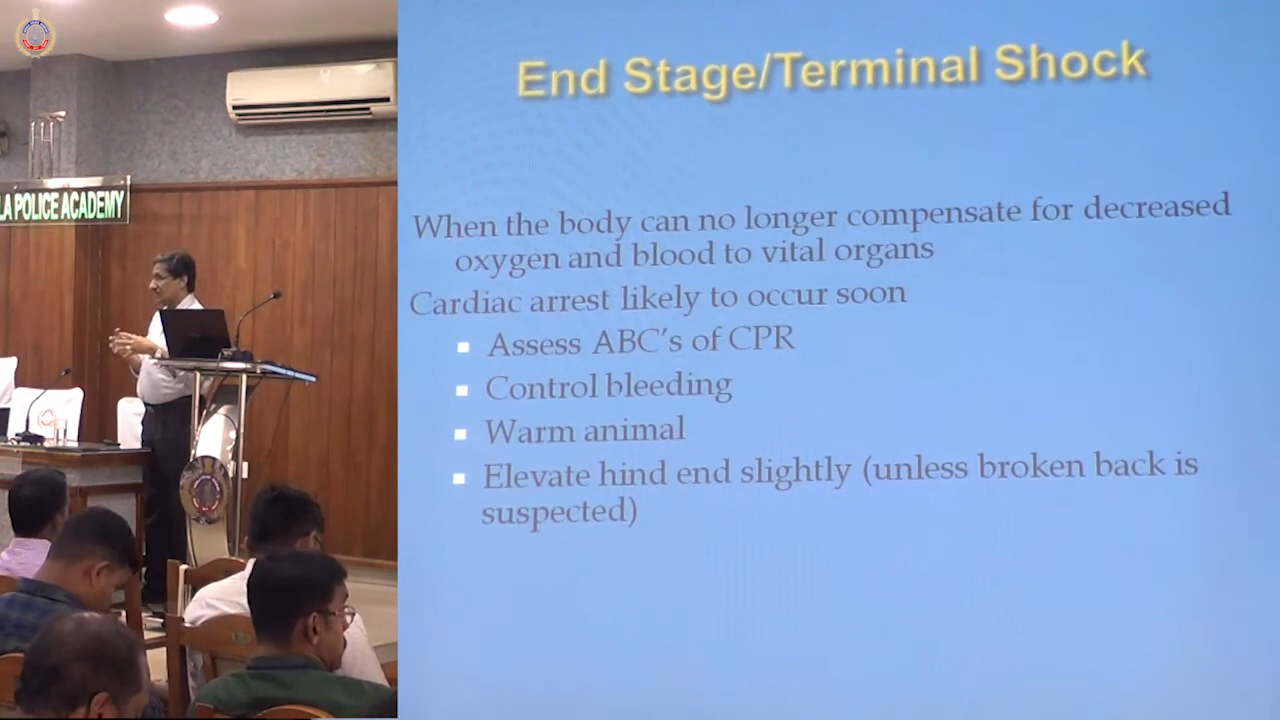 LA POLICE ACADEMY
End Stage/Terminal Shock
When the body can no longer compensate for decreased
oxygen and blood to vital organs
Cardiac arrest likely to occur soon
Assess ABC's of CPR
Control bleeding
Warm animal
Elevate hind end slightly (unless broken back is
suspected)